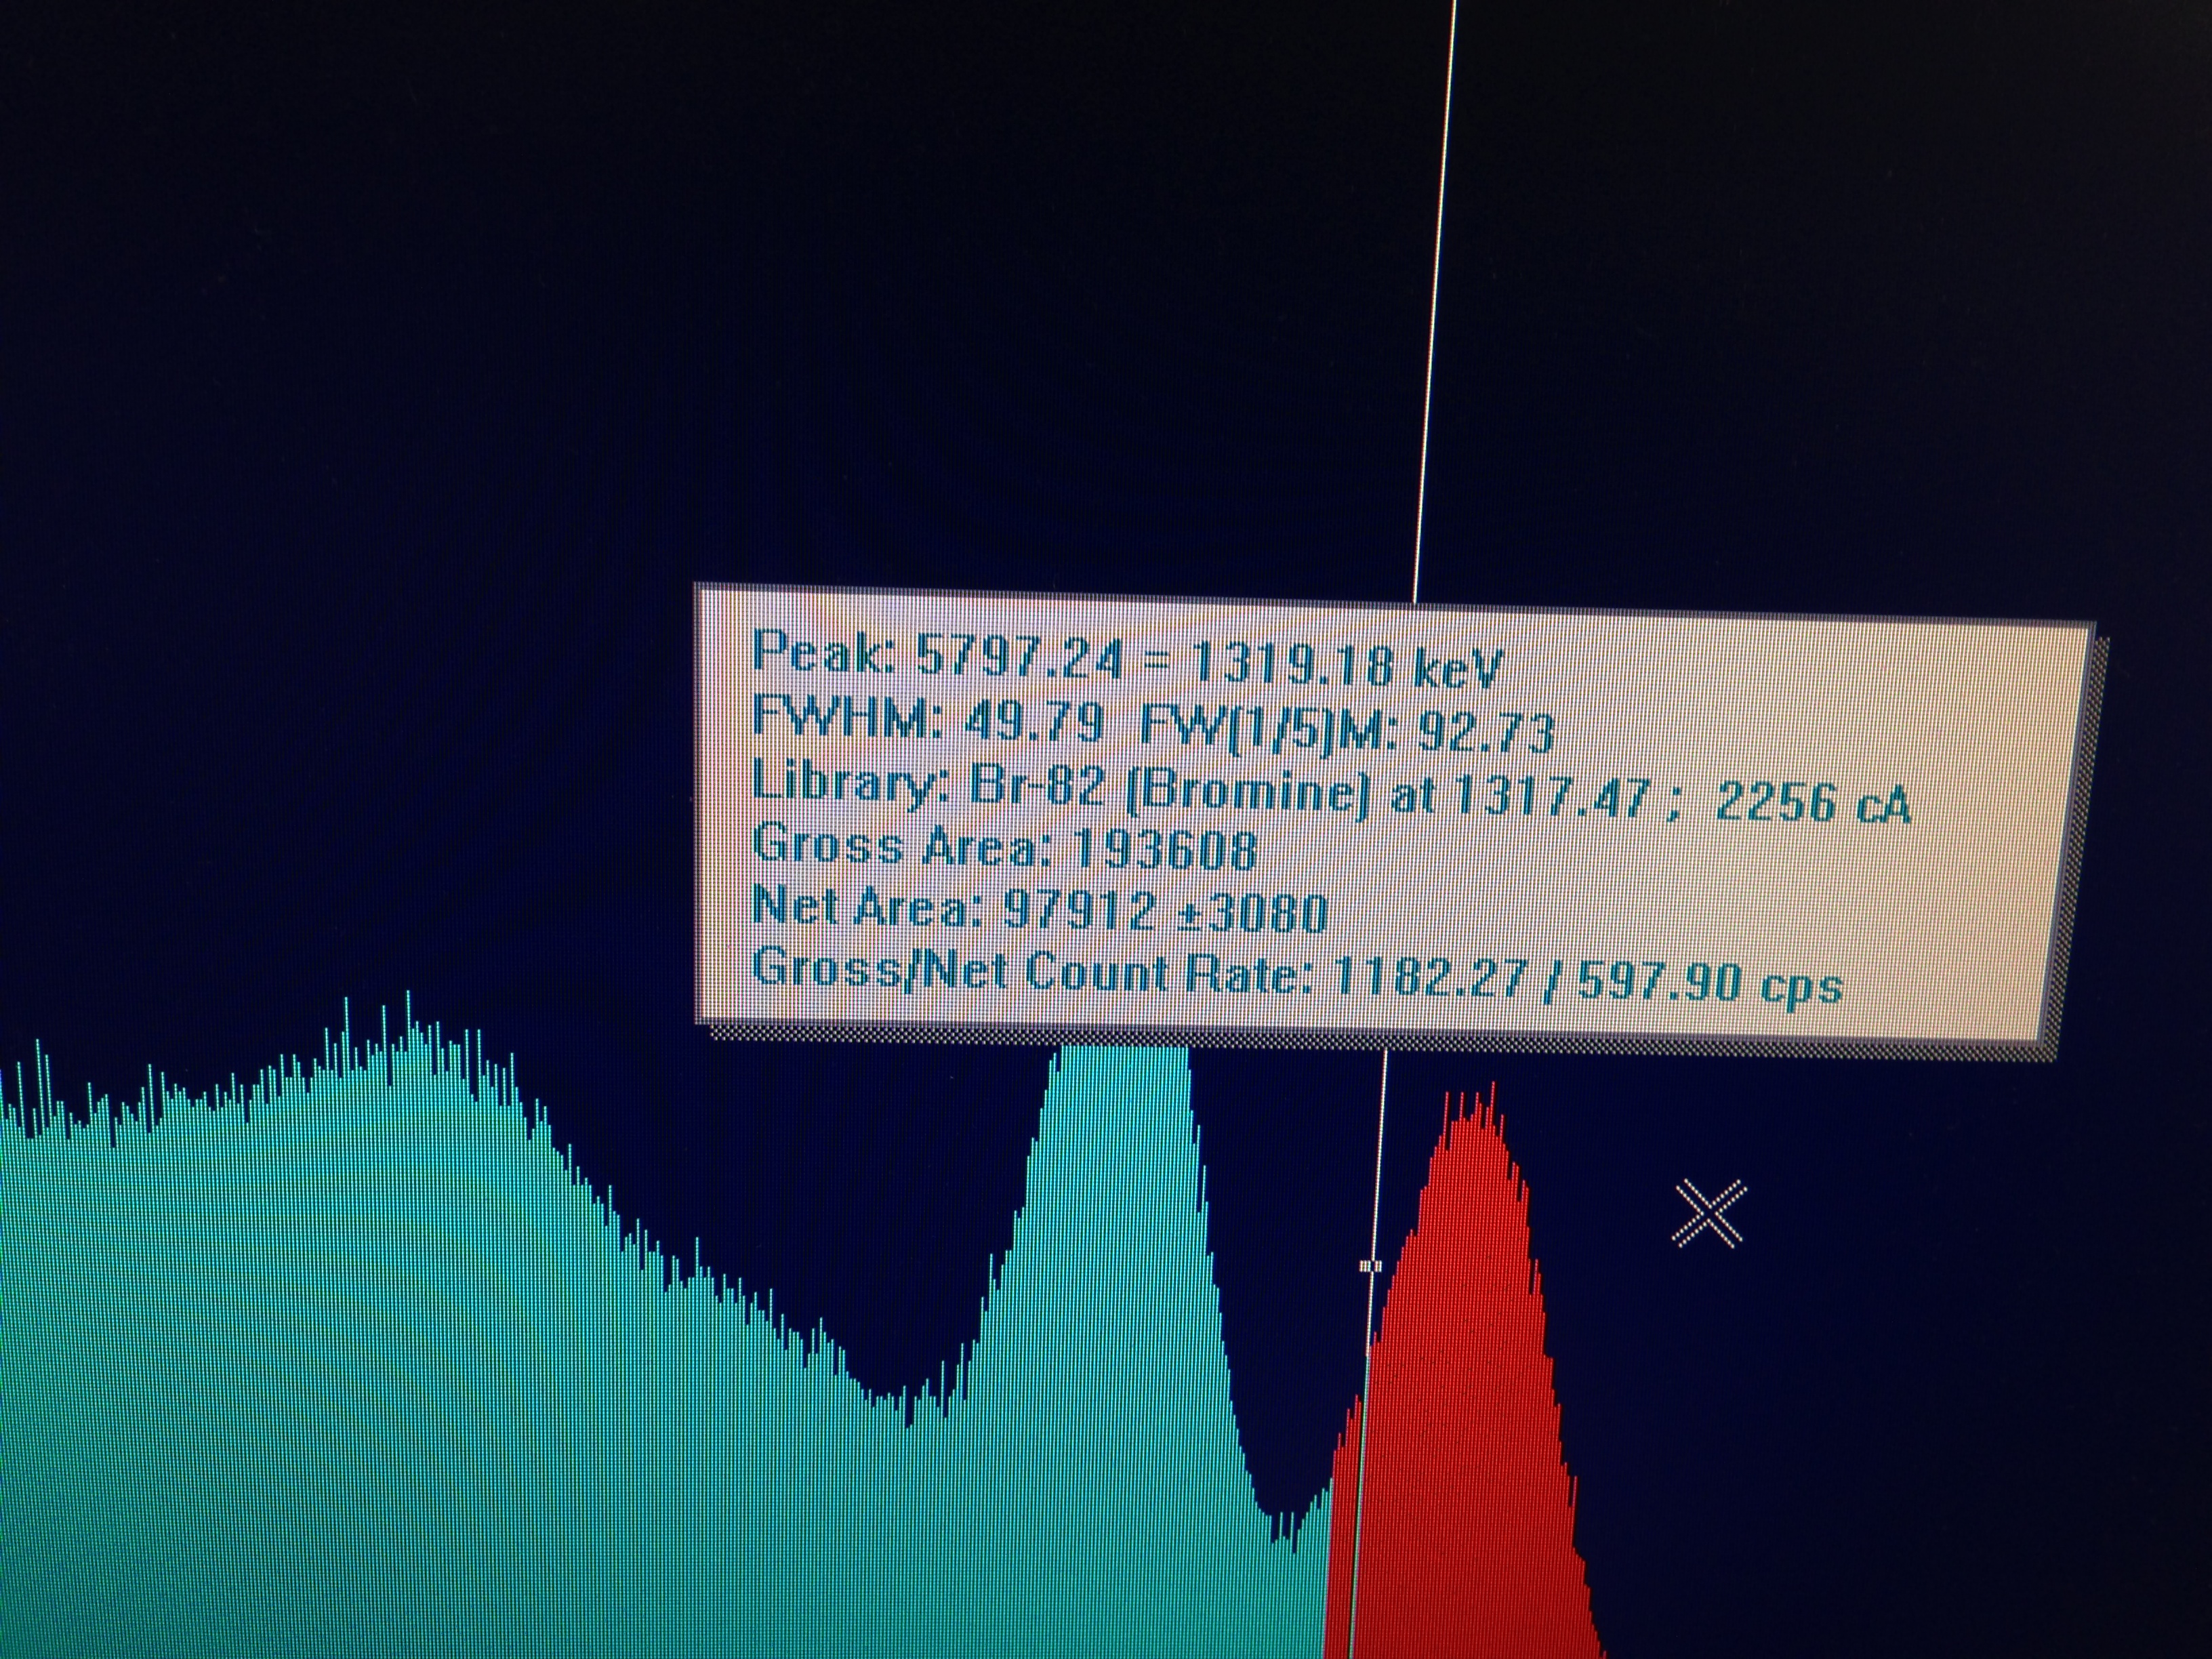 Peak: 5797.24 = 1319.18 keV
FWHM: 49.79 FW(1/5)M: 92.73
Library: Br-82 (Bromine) at 1317.47 ; 2256 cA
Gross Area: 193608
Net Area: 97912 ±3080
Gross/Net Count Rate: 1182.27 / 597.90 cps